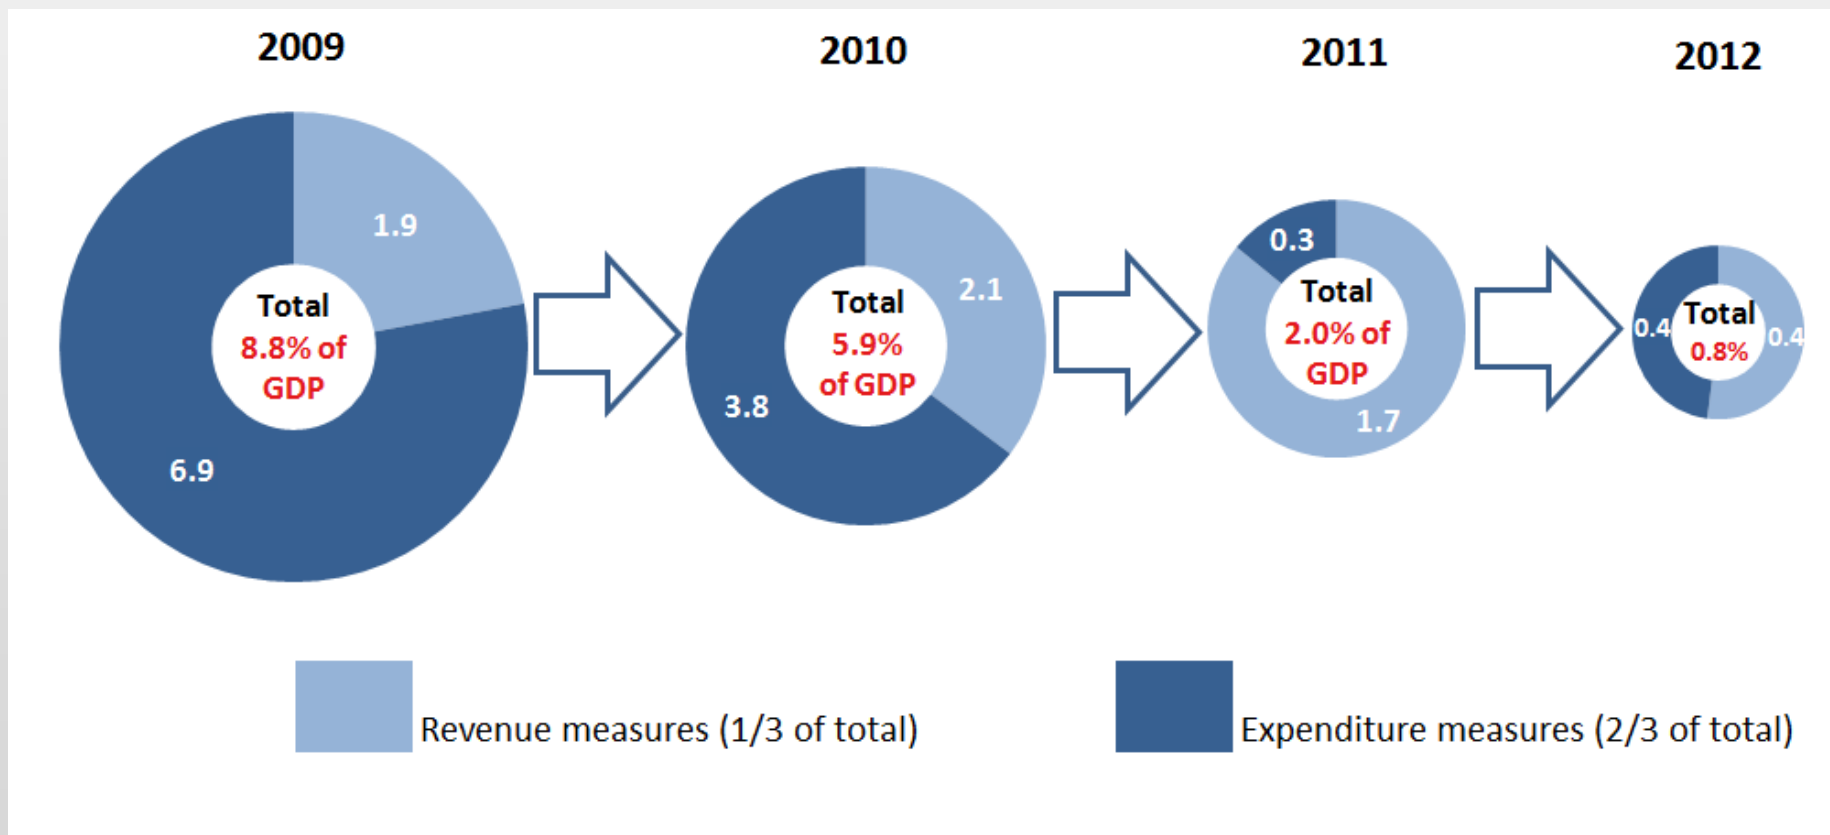 2009
2010
2011
2012
1.9
6.9
Total
8.8% of
GDP
2.1
3.8
Total
5.9%
of GDP
0.3
1.7
Total
2.0% of
GDP
0.4
Total
0.8%
0.4
Revenue measures (1/3 of total)
Expenditure measures (2/3 of total)